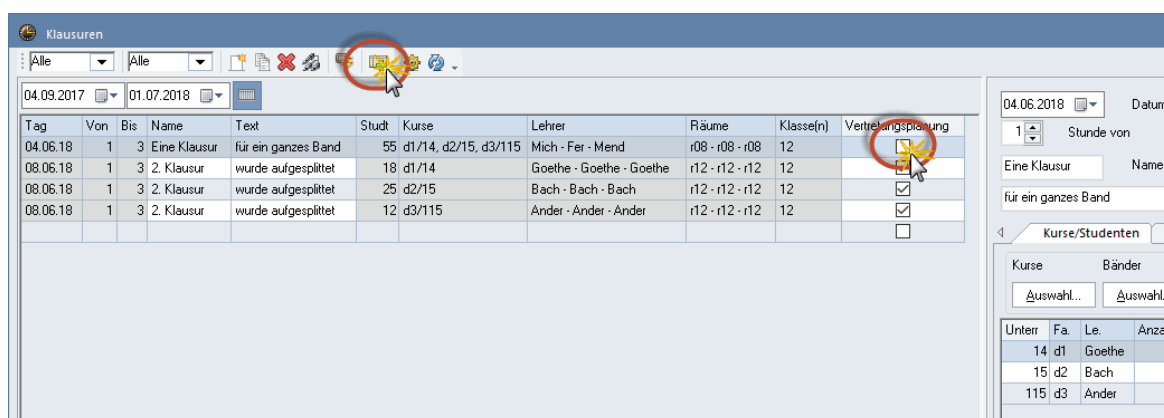 Klausuren
Alle Alle
04.09.2017 01.07.2018
Tag Von Bis Name Text Studt Kurse Lehrer Räume Klasse(n) Vertretungsplanung
04.06.18 1 3 Eine Klausur für ein ganzes Band 55 d1/14, d2/15, d3/115 Mich - Fer - Mend r08 - r08 - r08 12
08.06.18 1 3 2. Klausur wurde aufgesplittet 18 d1/14 Goethe - Goethe - Goethe r12 - r12 - r12 12
08.06.18 1 3 2. Klausur wurde aufgesplittet 25 d2/15 Bach - Bach - Bach r12 - r12 - r12 12
08.06.18 1 3 2. Klausur wurde aufgesplittet 12 d3/115 Ander - Ander - Ander r12 - r12 - r12 12
04.06.18 Datum
1 Stunde von
Eine Klausur Name
für ein ganzes Band
Kurse/Studenten
Kurse Bänder
Auswahl... Auswahl.
Unterr Fa. Le. Anza
14 d1 Goethe
15 d2 Bach
115 d3 Ander